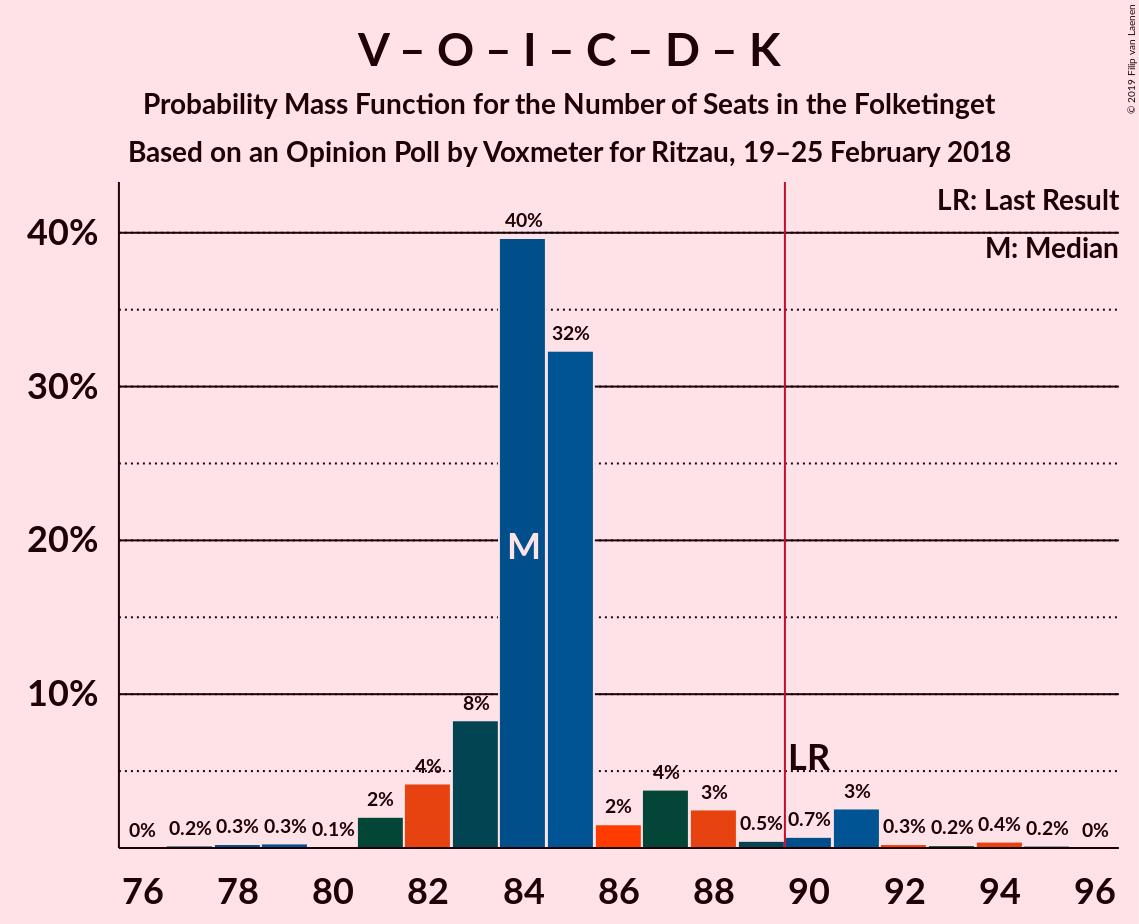 V – O – I – C – D – K
Probability Mass Function for the Number of Seats in the Folketinget
Based on an Opinion Poll by Voxmeter for Ritzau, 19–25 February 2018
© 2019 Filip van Laenen
LR: Last Result
M: Median
40%
30%
20%
10%
0%
0.2%
0.3%
0.3%
0.1%
2%
4%
8%
40%
32%
2%
4%
3%
0.5%
0.7%
3%
0.3%
0.2%
0.4%
0.2%
0%
M
LR
76 78 80 82 84 86 88 90 92 94 96